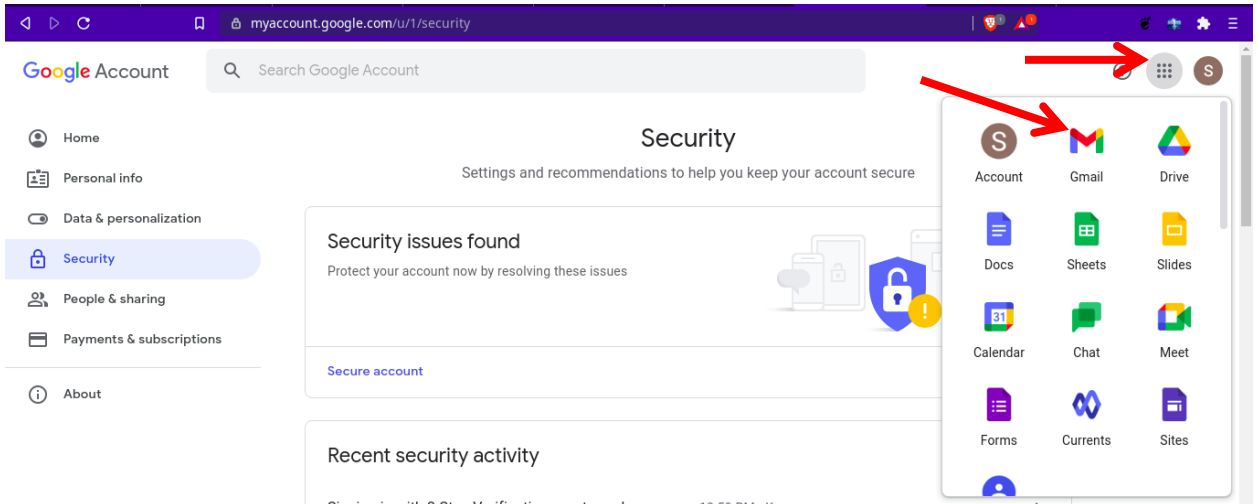 myaccount.google.com/u/1/security
Google Account
Search Google Account
S
Home
Personal info
Data & personalization
Security
People & sharing
Payments & subscriptions
About
Security
Settings and recommendations to help you keep your account secure
Security issues found
Protect your account now by resolving these issues
Secure account
Recent security activity
S
Account
Gmail
Drive
Docs
Sheets
Slides
31
Calendar
Chat
Meet
Forms
Currents
Sites